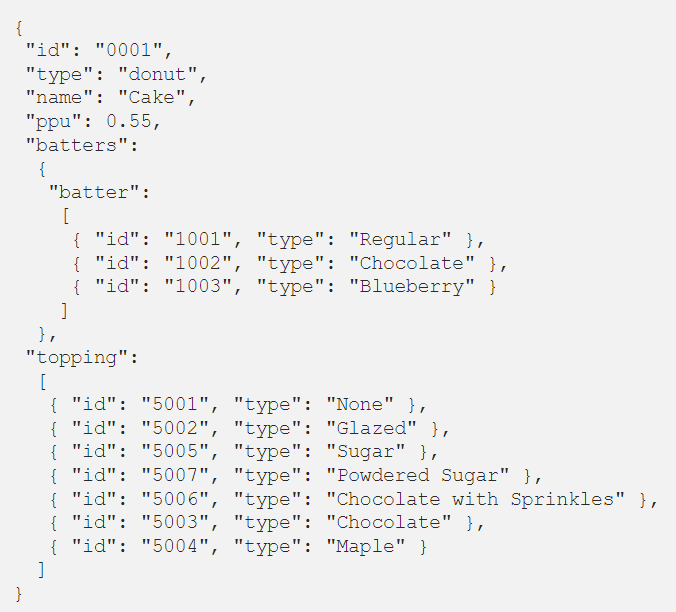 {
 "id": "0001",
 "type": "donut",
 "name": "Cake",
 "ppu": 0.55,
 "batters":
  {
   "batter":
    [
     { "id": "1001", "type": "Regular" },
     { "id": "1002", "type": "Chocolate" },
     { "id": "1003", "type": "Blueberry" }
    ]
  },
 "topping":
  [
   { "id": "5001", "type": "None" },
   { "id": "5002", "type": "Glazed" },
   { "id": "5005", "type": "Sugar" },
   { "id": "5007", "type": "Powdered Sugar" },
   { "id": "5006", "type": "Chocolate with Sprinkles" },
   { "id": "5003", "type": "Chocolate" },
   { "id": "5004", "type": "Maple" }
  ]
}